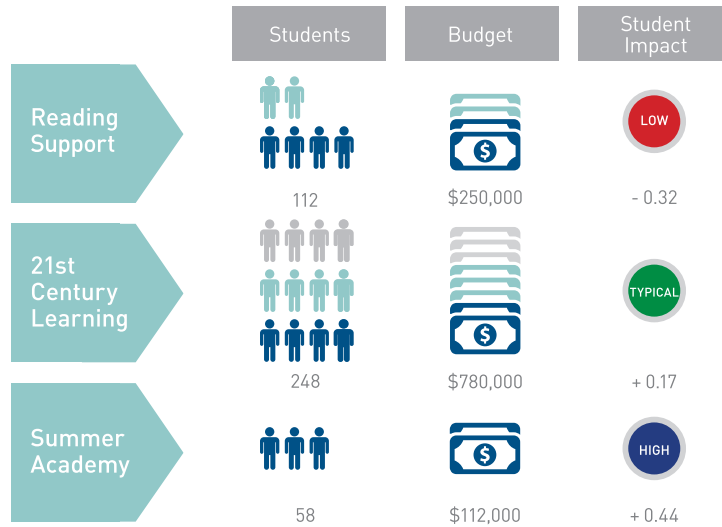 Students
Budget
Student
Impact
Reading
Support
$
LOW
112
$250,000
- 0.32
21st
Century
Learning
$
TYPICAL
248
$780,000
+ 0.17
Summer
Academy
$
HIGH
58
$112,000
+ 0.44